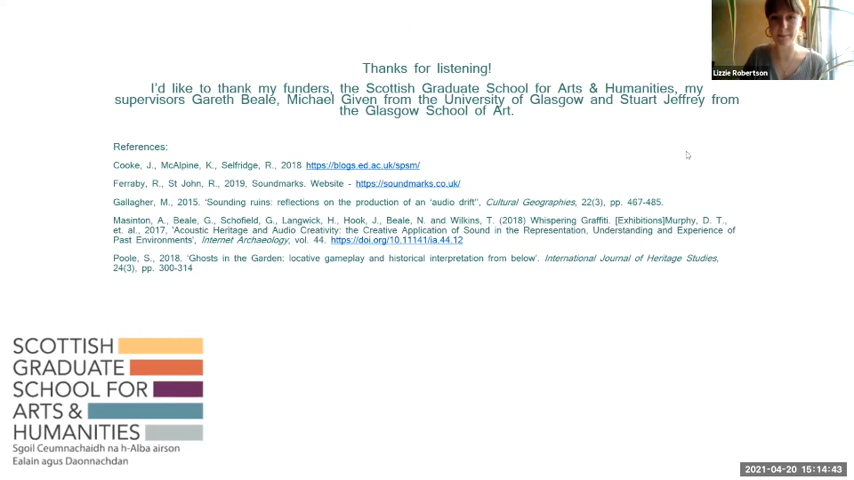 Thanks for listening!
I'd like to thank my funders, the Scottish Graduate School for Arts & Humanities, my
supervisors Gareth Beale, Michael Given from the University of Glasgow and Stuart Jeffrey from
the Glasgow School of Art.
References:
Cooke, J., McAlpine, K., Selfridge, R., 2018 https://blogs.ed.ac.uk/spsm/
Ferraby, R., St John, R., 2019, Soundmarks. Website - https://soundmarks.co.uk/
Gallagher, M., 2015. 'Sounding ruins: reflections on the production of an 'audio drift'', Cultural Geographies, 22(3), pp. 467-485.
Masinton, A., Beale, G., Schofield, G., Langwick, H., Hook, J., Beale, N. and Wilkins, T. (2018) Whispering Graffiti. [Exhibitions]Murphy, D. T.,
et. al., 2017, 'Acoustic Heritage and Audio Creativity: the Creative Application of Sound in the Representation, Understanding and Experience of
Past Environments', Internet Archaeology, vol. 44. https://doi.org/10.11141/ia.44.12
Poole, S., 2018. 'Ghosts in the Garden: locative gameplay and historical interpretation from below'. International Journal of Heritage Studies,
24(3), pp. 300-314
SCOTTISH
GRADUATE
SCHOOL FOR
ARTS &
HUMANITIES
Sgoil Ceumnachaidh na h-Alba airson
Ealain agus Daonnachdan
Lizzie Robertson
2021-04-20 15:14:43